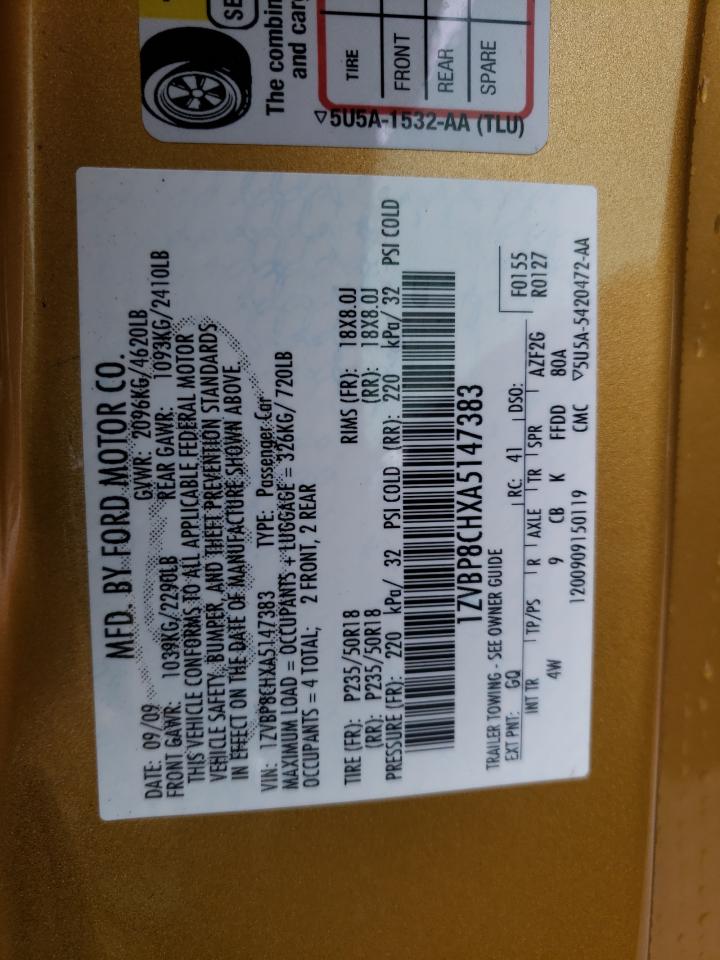 SE
The combin
and carg
TIRE
FRONT
REAR
SPARE
▽5U5A-1532-AA (TLU)
MFD. BY FORD MOTOR CO.
DATE: 09/09 GVWR: 2096KG/4620LB
FRONT GAWR: 1039KG/2290LB REAR GAWR: 1093KG/2410LB
THIS VEHICLE CONFORMS TO ALL APPLICABLE FEDERAL MOTOR
VEHICLE SAFETY, BUMPER, AND THEFT PREVENTION STANDARDS
IN EFFECT ON THE DATE OF MANUFACTURE SHOWN ABOVE.
VIN: 1ZVBP8CHXA5147383 TYPE: Passenger Car
MAXIMUM LOAD = OCCUPANTS + LUGGAGE = 326KG/ 720LB
OCCUPANTS = 4 TOTAL; 2 FRONT, 2 REAR
TIRE (FR): P235/50R18 RIMS (FR): 18X8.0J
(RR): P235/50R18 (RR): 18X8.0J
PRESSURE (FR): 220 kPa/ 32 PSI COLD (RR): 220 kPa/ 32 PSI COLD
1ZVBP8CHXA5147383
TRAILER TOWING - SEE OWNER GUIDE
EXT PNT: GQ RC: 41 DSO: F0155
R0127
INT TR TP/PS R AXLE TR SPR AZF2G
4W 9 CB K FFDD 80A
1200909150119 CMC ▽5U5A-5420472-AA